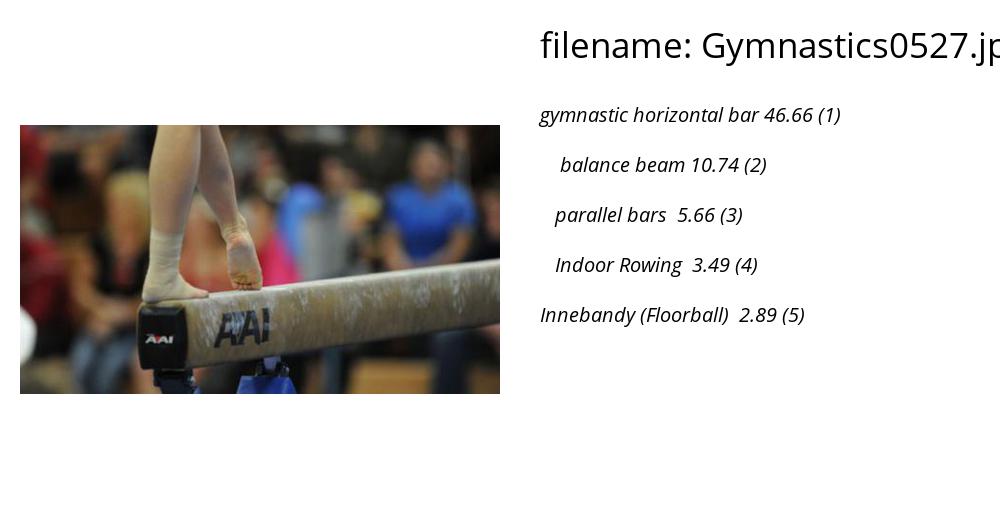 filename: Gymnastics0527.jp
gymnastic horizontal bar 46.66 (1)
balance beam 10.74 (2)
parallel bars 5.66 (3)
Indoor Rowing 3.49 (4)
Innebandy (Floorball) 2.89 (5)
AAI
AAI